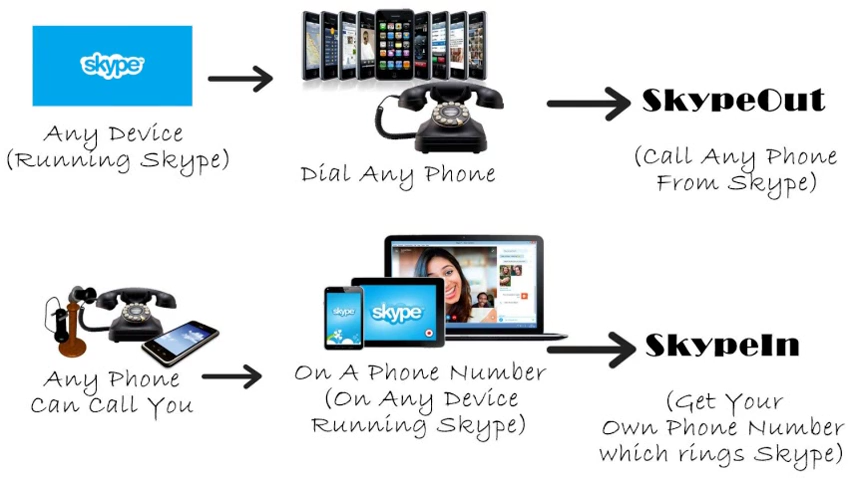 skype
Any Device
(Running Skype)
Dial Any Phone
SkypeOut
(Call Any Phone
From Skype)
Any Phone
Can Call You
skype
skype
On A Phone Number
(On Any Device
Running Skype)
SkypeIn
(Get Your
Own Phone Number
which rings Skype)